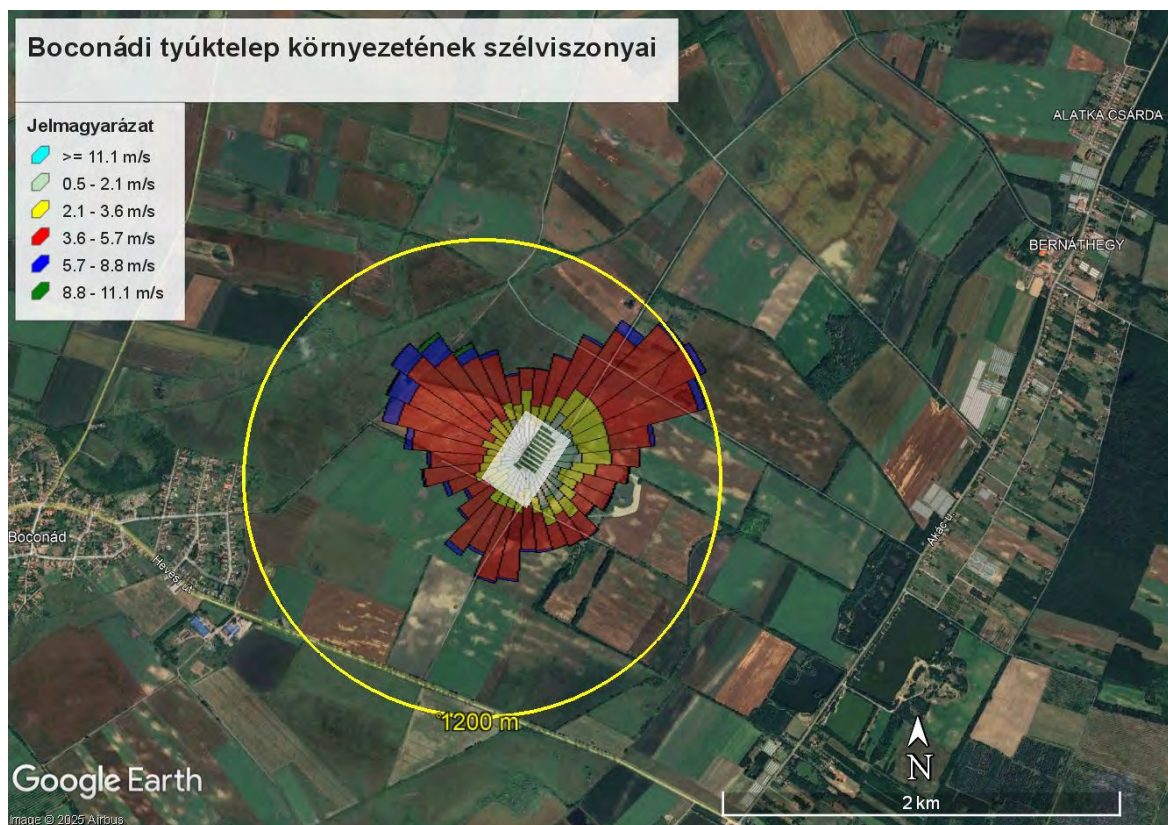 Boconádi tyúktelep környezetének szélviszonyai
Jelmagyarázat
>= 11.1 m/s
0.5 - 2.1 m/s
2.1 - 3.6 m/s
3.6 - 5.7 m/s
5.7 - 8.8 m/s
8.8 - 11.1 m/s
ALATKA CSÁRDA
BERNÁTHEGY
Akác u.
Boconád
Hevesi út
1200 m
N
Google Earth
2 km
Image © 2025 Airbus